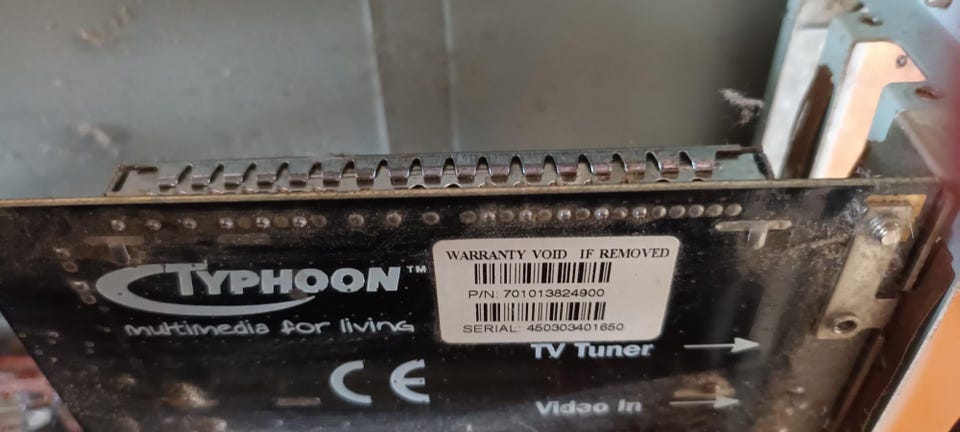 WARRANTY VOID IF REMOVED
P/N: 701013824900
SERIAL: 450303401650
TYPHOON™
multimedia for living
TV Tuner
CE
Video In